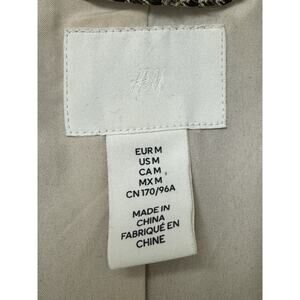 H&M
EUR M
US M
CA M
MX M
CN 170/96A
MADE IN
CHINA
FABRIQUÉ EN
CHINE